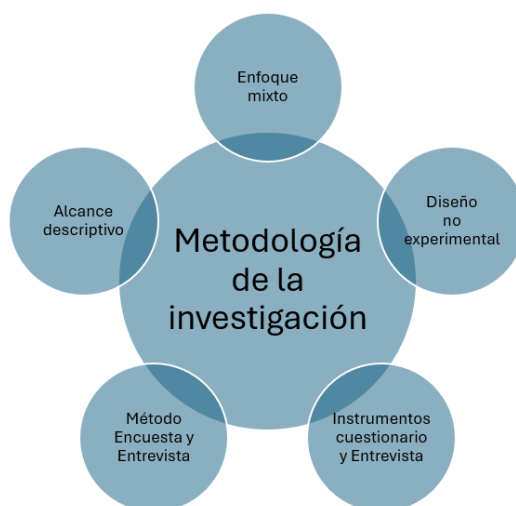 Enfoque
mixto
Alcance
descriptivo
Diseño
no
experimental
Metodología
de la
investigación
Método
Encuesta y
Entrevista
Instrumentos
cuestionario
y Entrevista